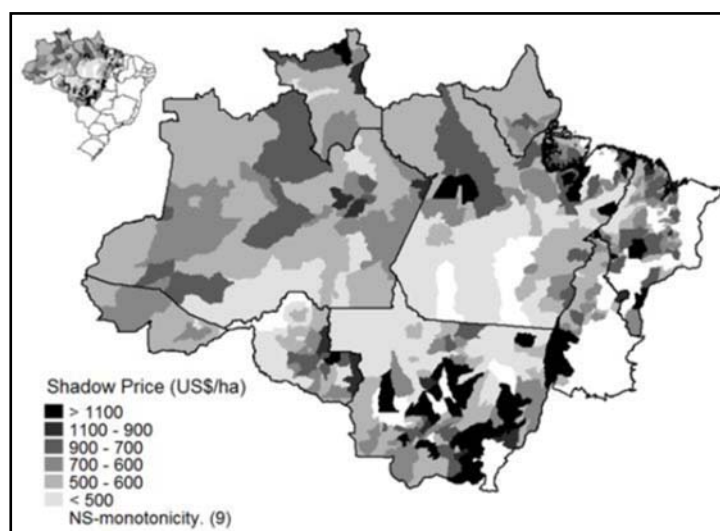 Shadow Price (US$/ha)
> 1100
1100 - 900
900 - 700
700 - 600
500 - 600
< 500
NS-monotonicity. (9)